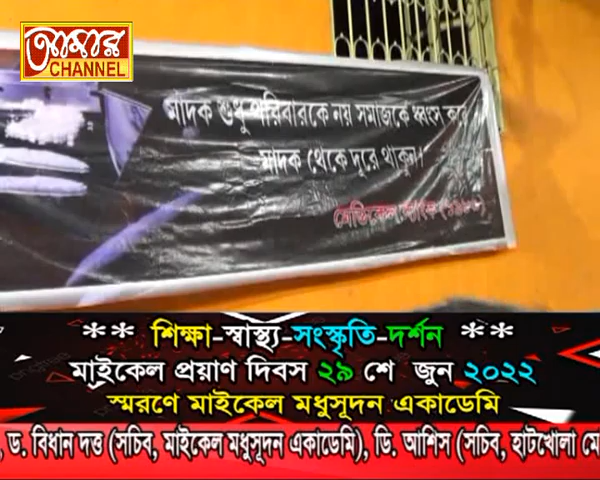 আমার
CHANNEL
মাদক শুধু পরিবারকে নয় সমাজকে ধ্বংস করে
মাদক থেকে দূরে থাকুন।
** শিক্ষা-স্বাস্থ্য-সংস্কৃতি-দর্শন **
মাইকেল প্রয়াণ দিবস ২৯ শে জুন ২০২২
স্মরণে মাইকেল মধুসূদন একাডেমি
, ড. বিধান দত্ত (সচিব, মাইকেল মধুসূদন একাডেমি), ডি. আশিস (সচিব, হাটখোলা মে